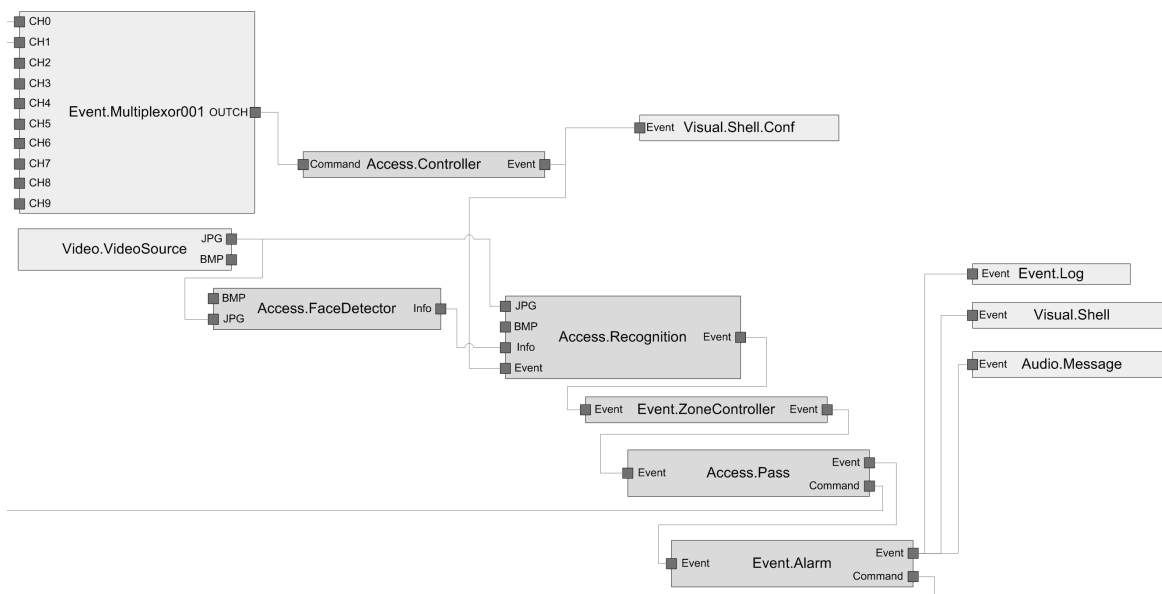 CH0
CH1
CH2
CH3
CH4
CH5
CH6
CH7
CH8
CH9
Event.Multiplexor001 OUTCH
Command Access.Controller Event
Event Visual.Shell.Conf
Video.VideoSource
JPG
BMP
BMP
JPG
Access.FaceDetector Info
JPG
BMP
Info
Event
Access.Recognition Event
Event Event.ZoneController Event
Event Access.Pass
Event
Command
Event Event.Alarm
Event
Command
Event Event.Log
Event Visual.Shell
Event Audio.Message